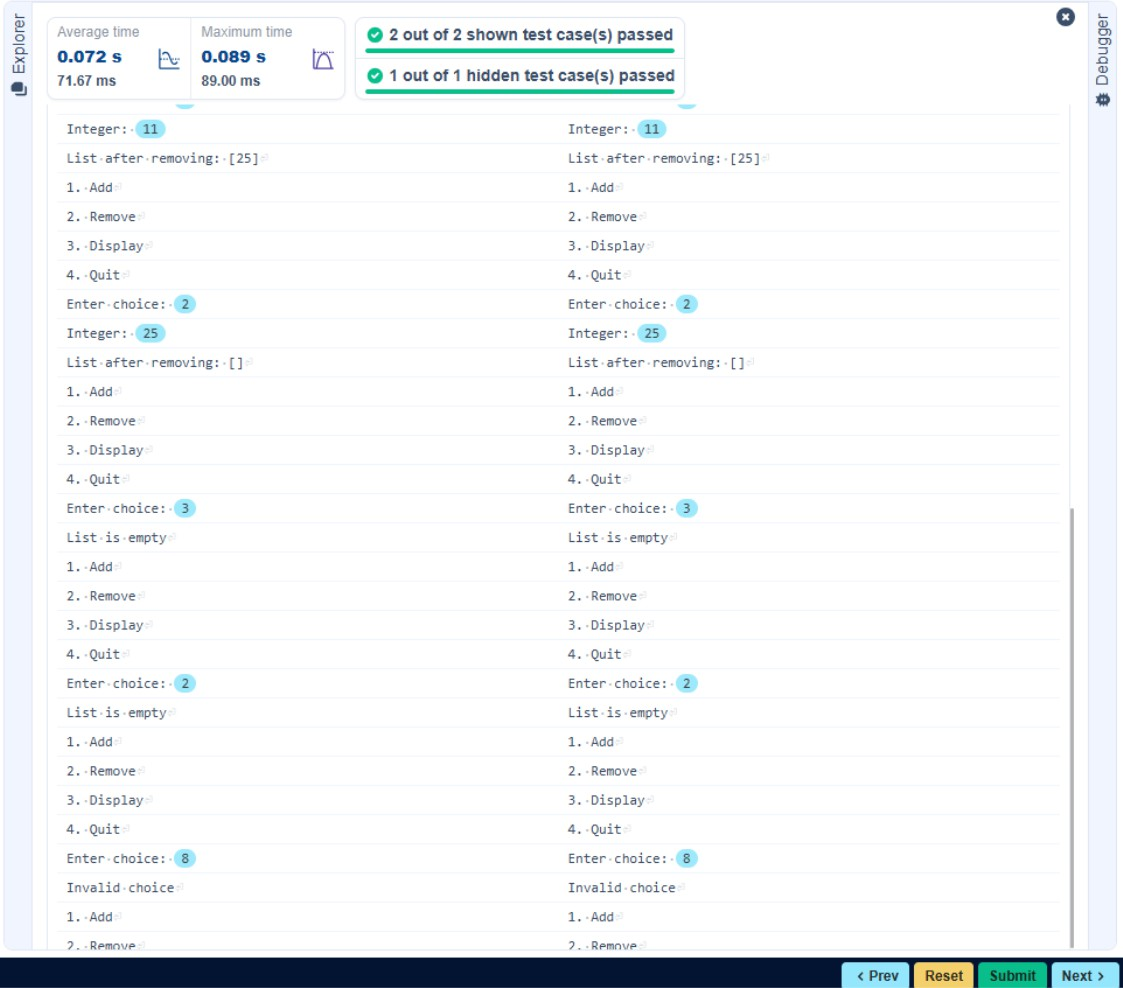 Explorer
Average time
0.072 s
71.67 ms
Maximum time
0.089 s
89.00 ms
2 out of 2 shown test case(s) passed
1 out of 1 hidden test case(s) passed
Debugger
Integer: 11 Integer: 11
List after removing: [25] List after removing: [25]
1. Add 1. Add
2. Remove 2. Remove
3. Display 3. Display
4. Quit 4. Quit
Enter choice: 2 Enter choice: 2
Integer: 25 Integer: 25
List after removing: [] List after removing: []
1. Add 1. Add
2. Remove 2. Remove
3. Display 3. Display
4. Quit 4. Quit
Enter choice: 3 Enter choice: 3
List is empty List is empty
1. Add 1. Add
2. Remove 2. Remove
3. Display 3. Display
4. Quit 4. Quit
Enter choice: 2 Enter choice: 2
List is empty List is empty
1. Add 1. Add
2. Remove 2. Remove
3. Display 3. Display
4. Quit 4. Quit
Enter choice: 8 Enter choice: 8
Invalid choice Invalid choice
1. Add 1. Add
2. Remove 2. Remove
< Prev Reset Submit Next >